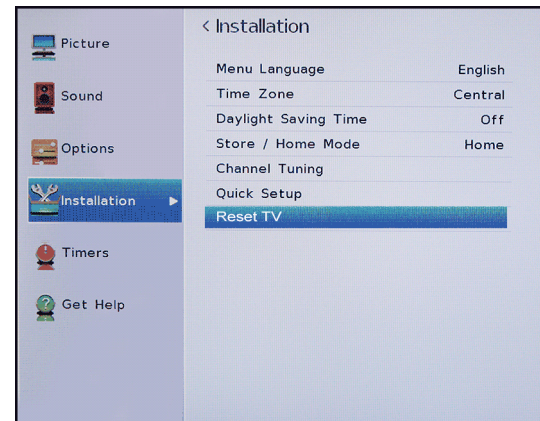 Picture
Sound
Options
Installation
Timers
Get Help
< Installation
Menu Language English
Time Zone Central
Daylight Saving Time Off
Store / Home Mode Home
Channel Tuning
Quick Setup
Reset TV